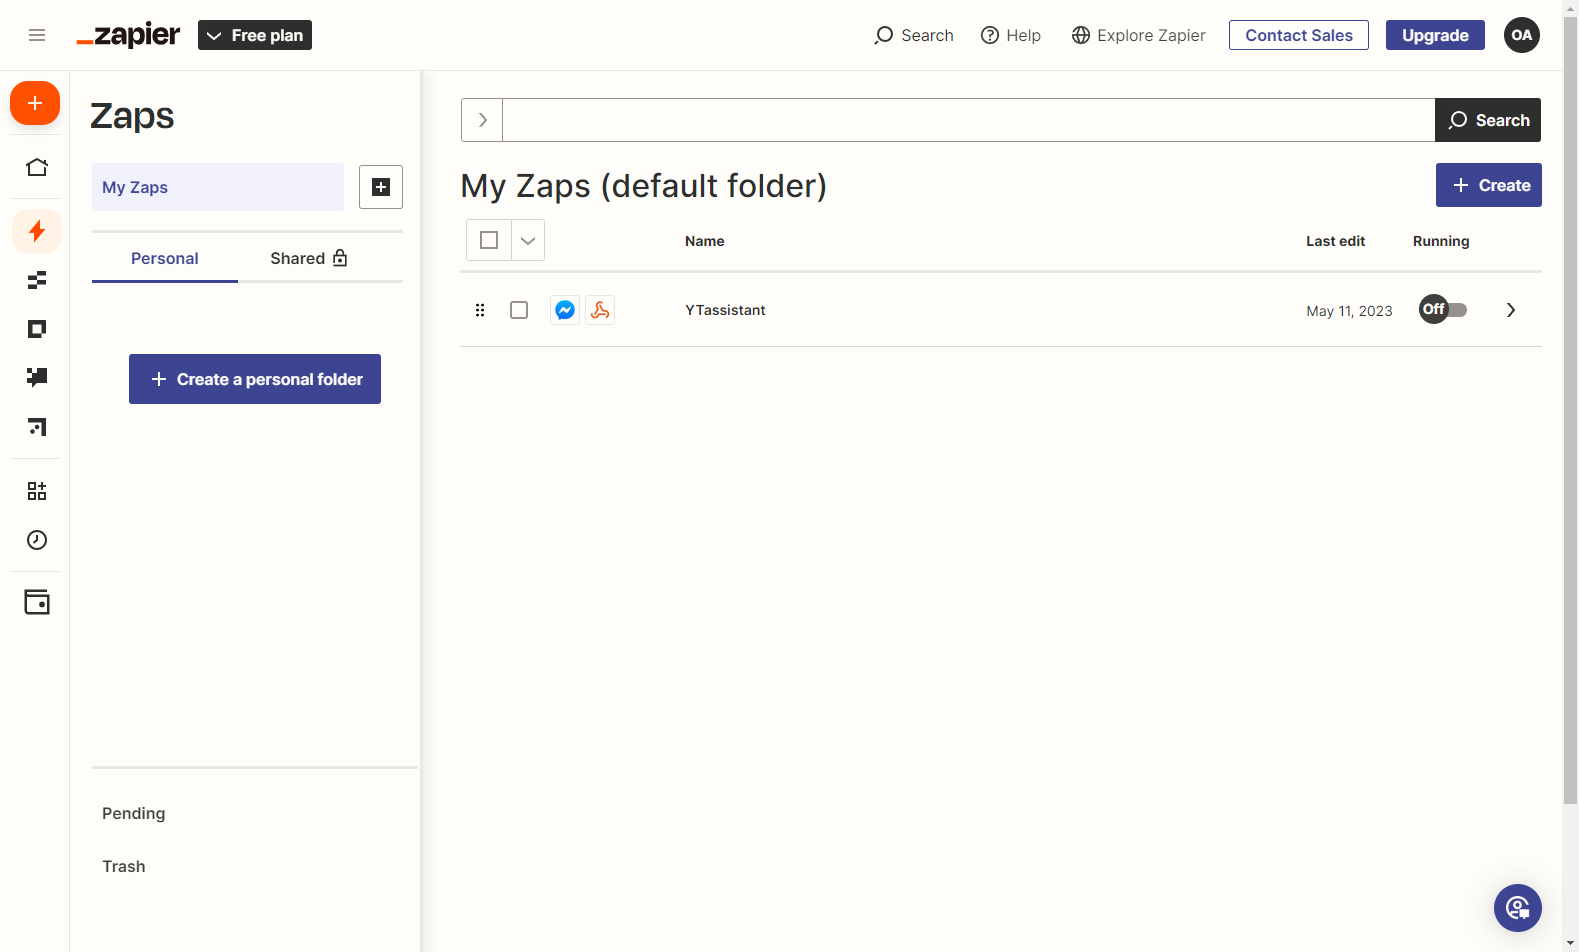 zapier
Free plan
Search
Help
Explore Zapier
Contact Sales
Upgrade
OA
Zaps
My Zaps
Personal
Shared
Create a personal folder
Pending
Trash
Search
My Zaps (default folder)
Create
Name
Last edit
Running
YTassistant
May 11, 2023
Off